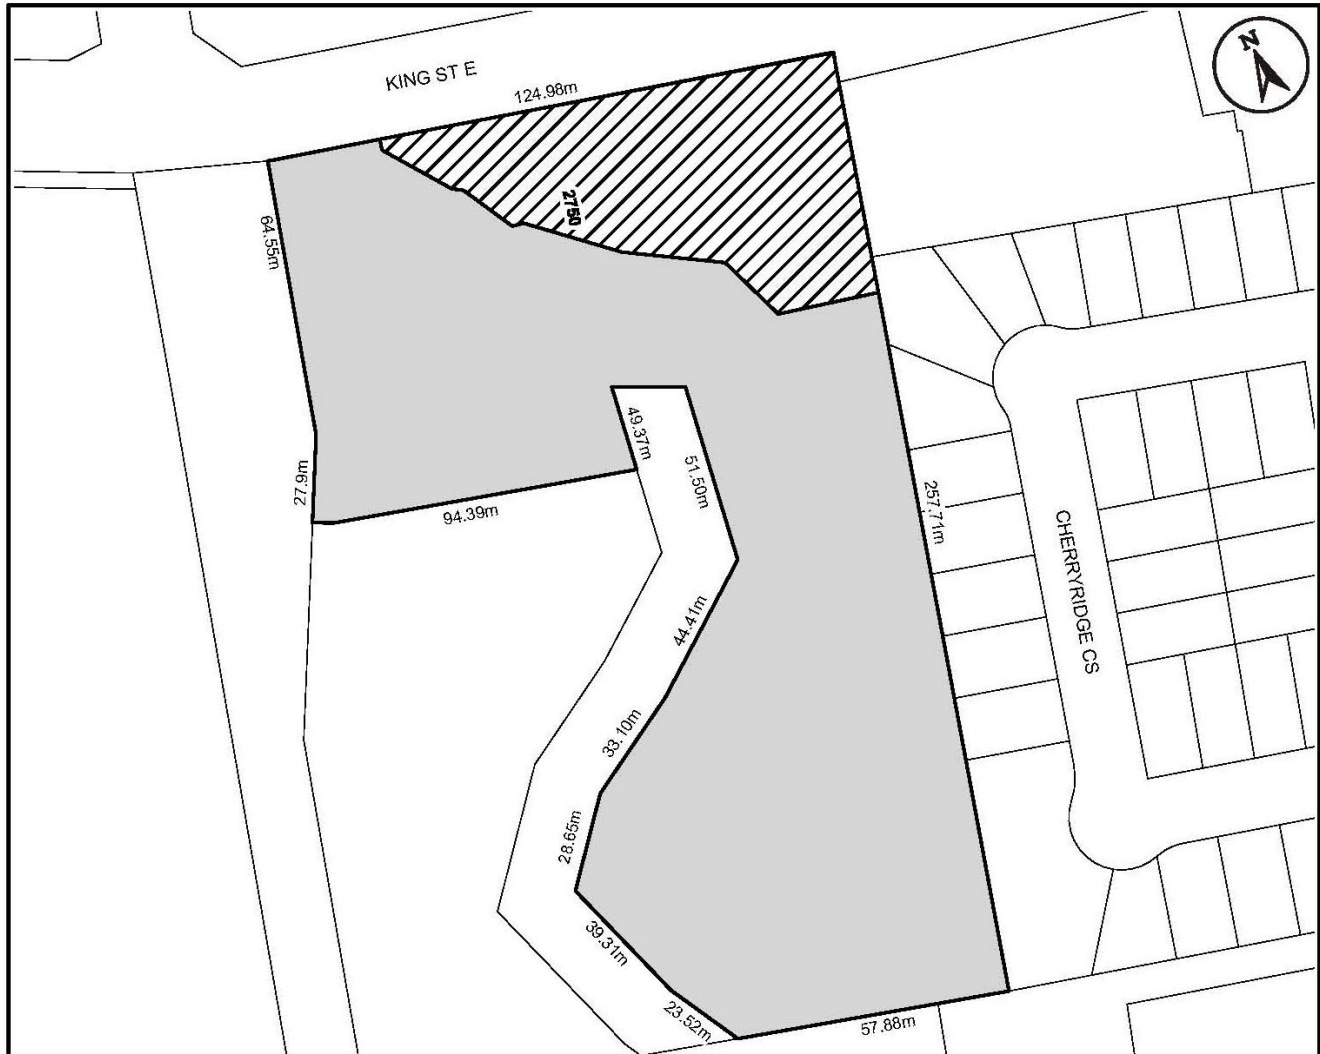 N
KING ST E
124.98m
64.55m
2750
27.9m
94.39m
49.37m
51.50m
257.71m
CHERRYRIDGE CS
44.41m
33.10m
28.65m
39.31m
23.52m
57.88m